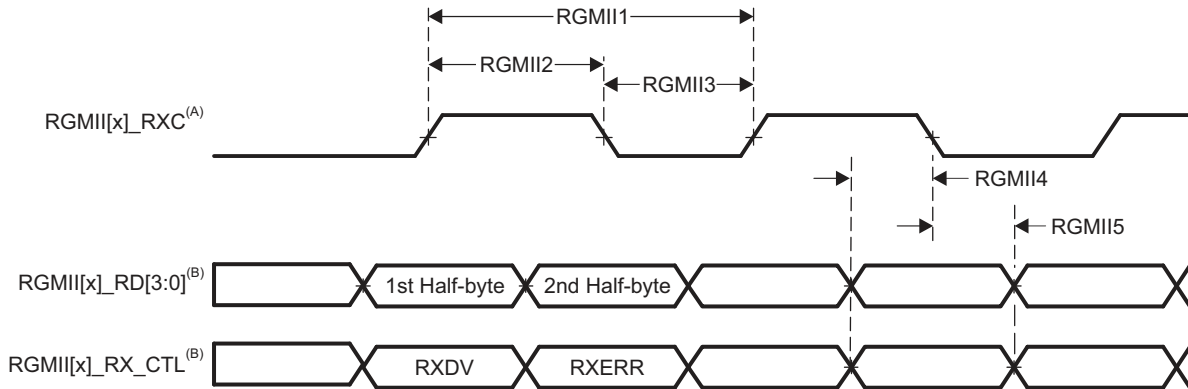 RGMII1
RGMII2
RGMII3
RGMII[x]_RXC(A)
RGMII4
RGMII5
RGMII[x]_RD[3:0](B)
1st Half-byte
2nd Half-byte
RGMII[x]_RX_CTL(B)
RXDV
RXERR